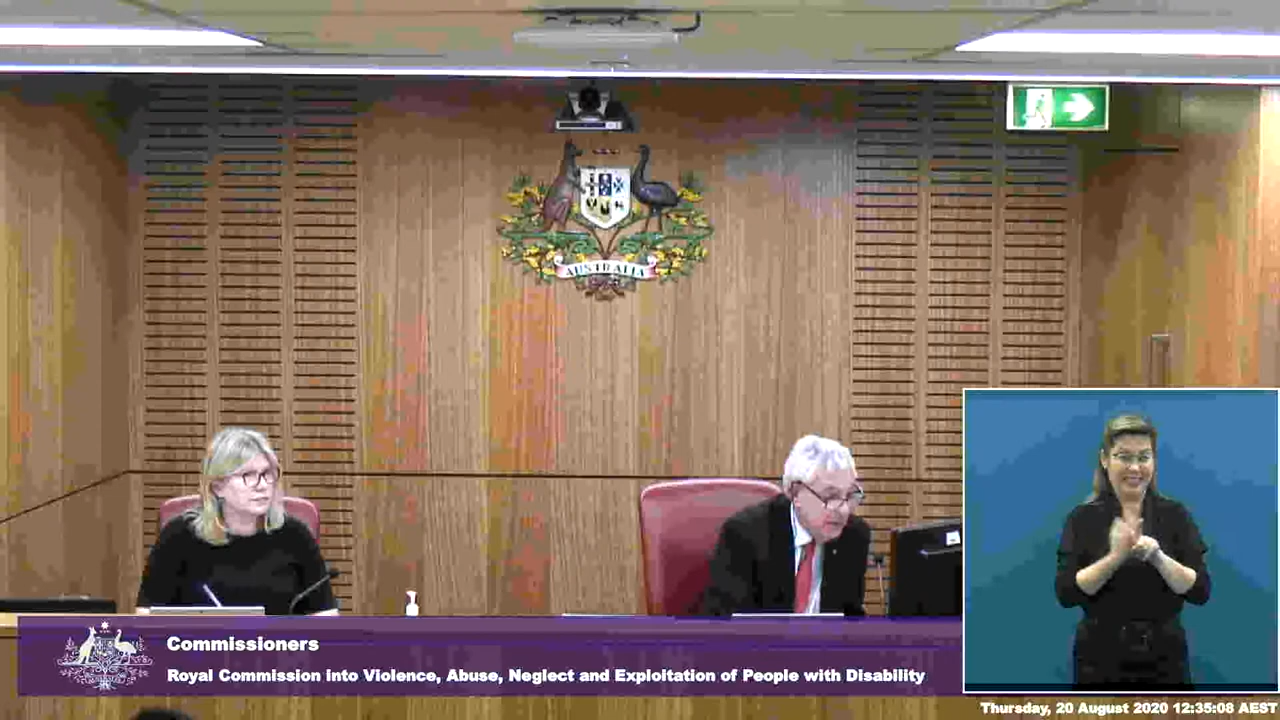 AUSTRALIA
Commissioners
Royal Commission into Violence, Abuse, Neglect and Exploitation of People with Disability
Thursday, 20 August 2020 12:35:08 AEST